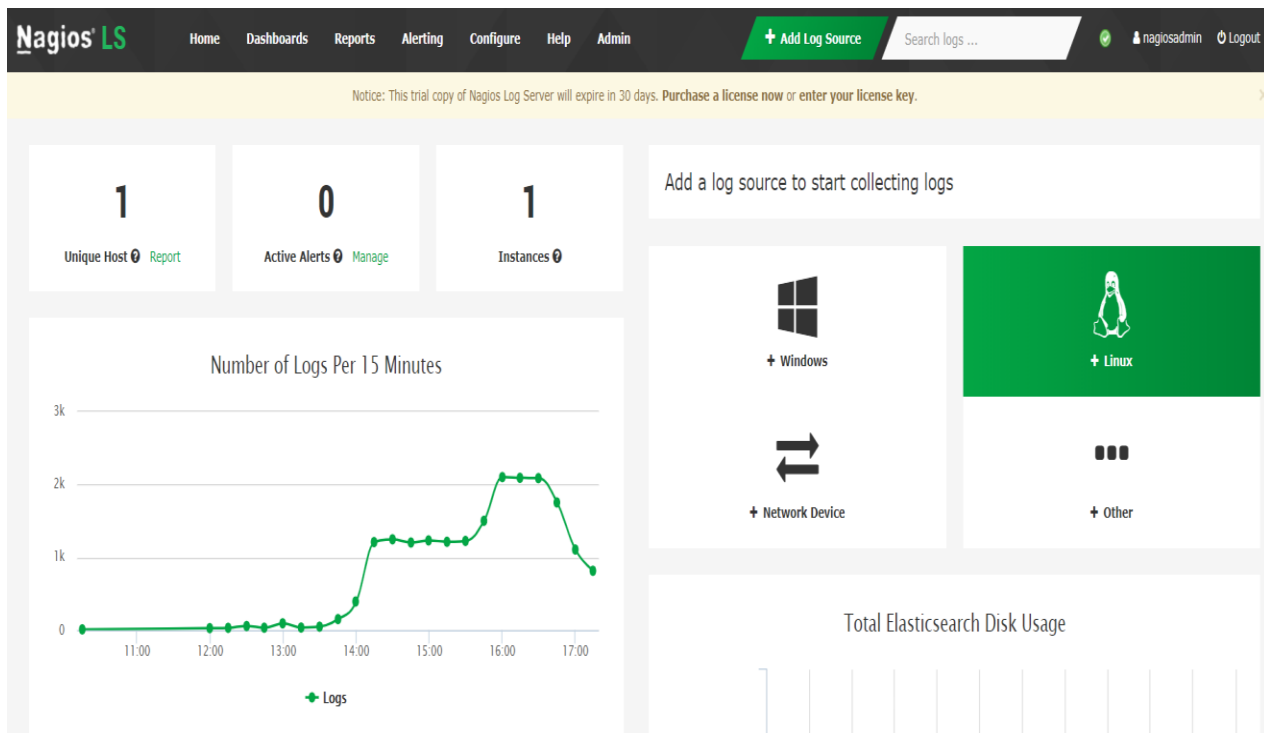 Nagios® LS Home Dashboards Reports Alerting Configure Help Admin + Add Log Source Search logs ... nagiosadmin Logout
Notice: This trial copy of Nagios Log Server will expire in 30 days. Purchase a license now or enter your license key.
1 0 1
Unique Host Report Active Alerts Manage Instances
Add a log source to start collecting logs
+ Windows + Linux
+ Network Device + Other
Number of Logs Per 15 Minutes
3k
2k
1k
0
11:00 12:00 13:00 14:00 15:00 16:00 17:00
Logs
Total Elasticsearch Disk Usage